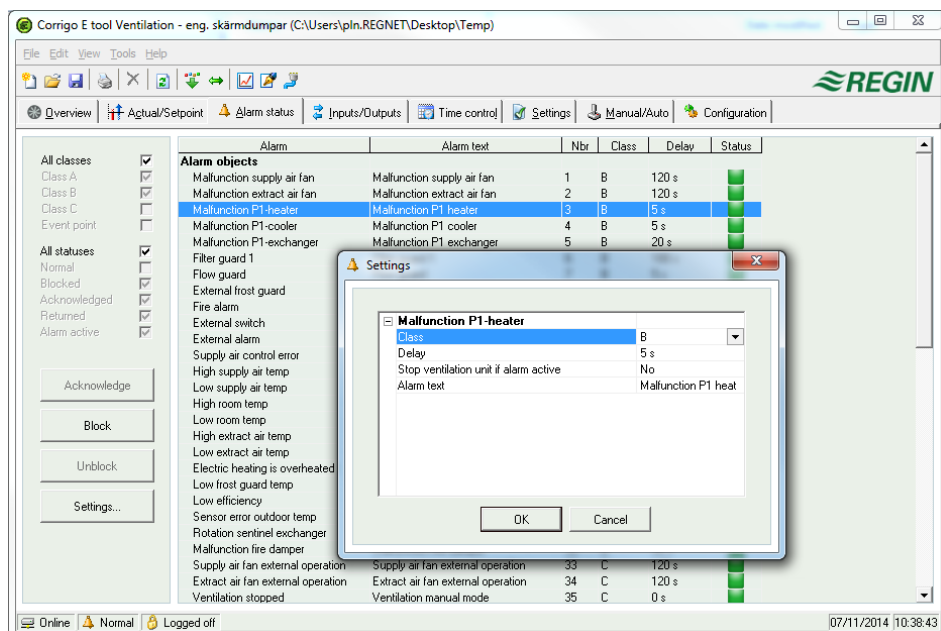 Corrigo E tool Ventilation - eng. skärmdumpar (C:\Users\pln.REGNET\Desktop\Temp)
File Edit View Tools Help
REGIN
Overview Actual/Setpoint Alarm status Inputs/Outputs Time control Settings Manual/Auto Configuration
All classes
Class A
Class B
Class C
Event point
All statuses
Normal
Blocked
Acknowledged
Returned
Alarm active
Acknowledge
Block
Unblock
Settings...
Alarm Alarm text Nbr Class Delay Status
Alarm objects
Malfunction supply air fan Malfunction supply air fan 1 B 120 s
Malfunction extract air fan Malfunction extract air fan 2 B 120 s
Malfunction P1-heater Malfunction P1 heater 3 B 5 s
Malfunction P1-cooler Malfunction P1 cooler 4 B 5 s
Malfunction P1-exchanger Malfunction P1 exchanger 5 B 20 s
Filter guard 1
Flow guard
External frost guard
Fire alarm
External switch
External alarm
Supply air control error
High supply air temp
Low supply air temp
High room temp
Low room temp
High extract air temp
Low extract air temp
Electric heating is overheated
Low frost guard temp
Low efficiency
Sensor error outdoor temp
Rotation sentinel exchanger
Malfunction fire damper
Supply air fan external operation Supply air fan external operation 33 C 120 s
Extract air fan external operation Extract air fan external operation 34 C 120 s
Ventilation stopped Ventilation manual mode 35 C 0 s
Settings
Malfunction P1-heater
Class B
Delay 5 s
Stop ventilation unit if alarm active No
Alarm text Malfunction P1 heat
OK Cancel
Online Normal Logged off 07/11/2014 10:38:43